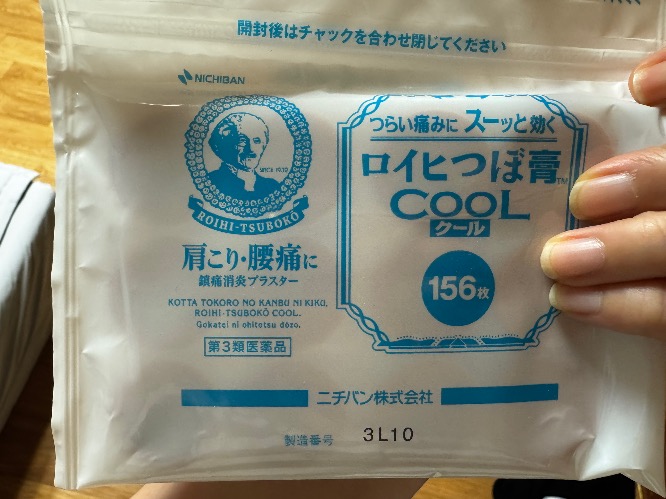 開封後はチャックを合わせ閉じてください
NICHIBAN
SINCE 1932
ROIHI-TSUBOKO
肩こり・腰痛に
鎮痛消炎プラスター
KOTTA TOKORO NO KANBU NI KIKU,
ROIHI-TSUBOKO COOL.
Gokatei ni ohitotsu dozo.
第3類医薬品
つらい痛みに スーッと効く
ロイヒつぼ膏™
COOL
クール
156枚
ニチバン株式会社
製造番号 3L10